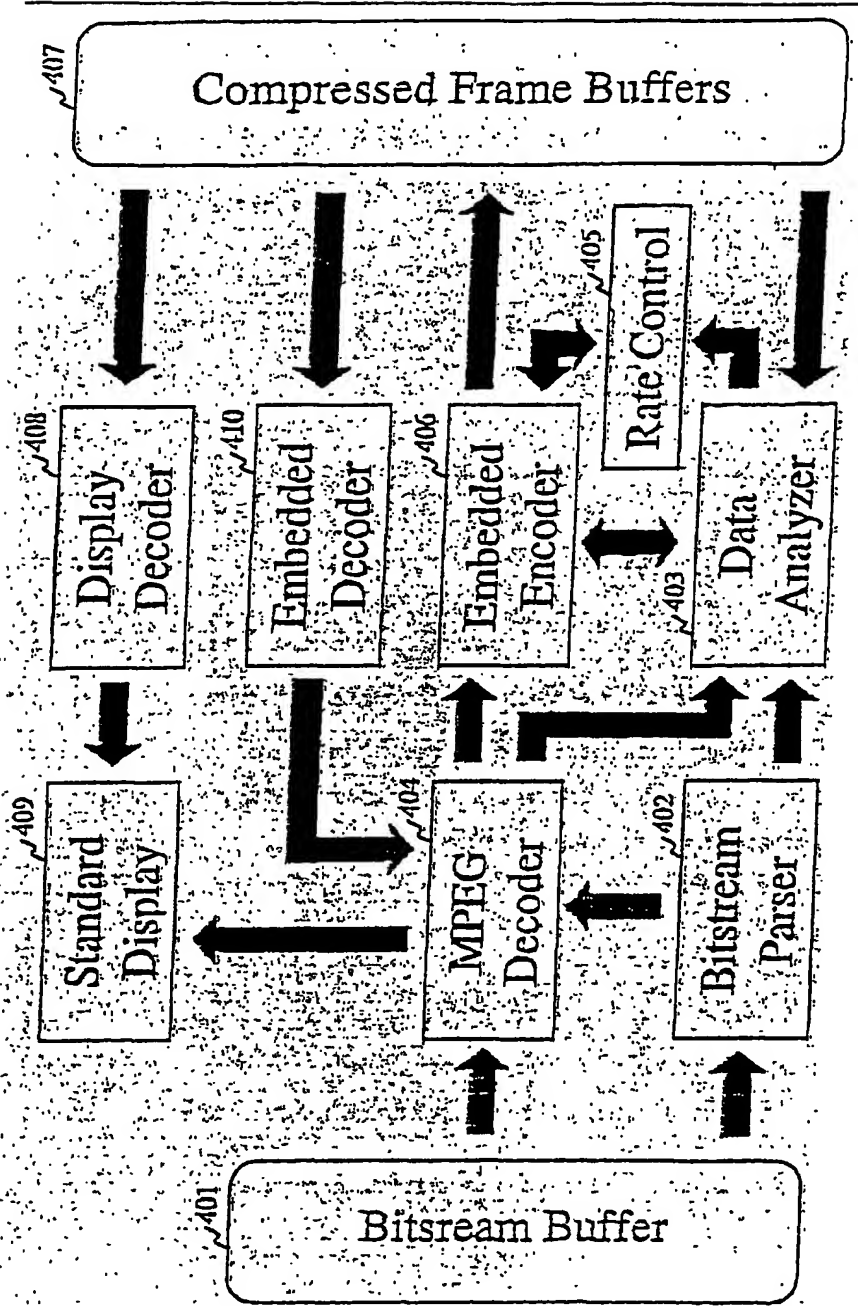 407
Compressed Frame Buffers
408
Display
Decoder
410
Embedded
Decoder
406
Embedded
Encoder
405
Rate Control
403
Data
Analyzer
409
Standard
Display
404
MPEG
Decoder
402
Bitstream
Parser
401
Bitsream Buffer